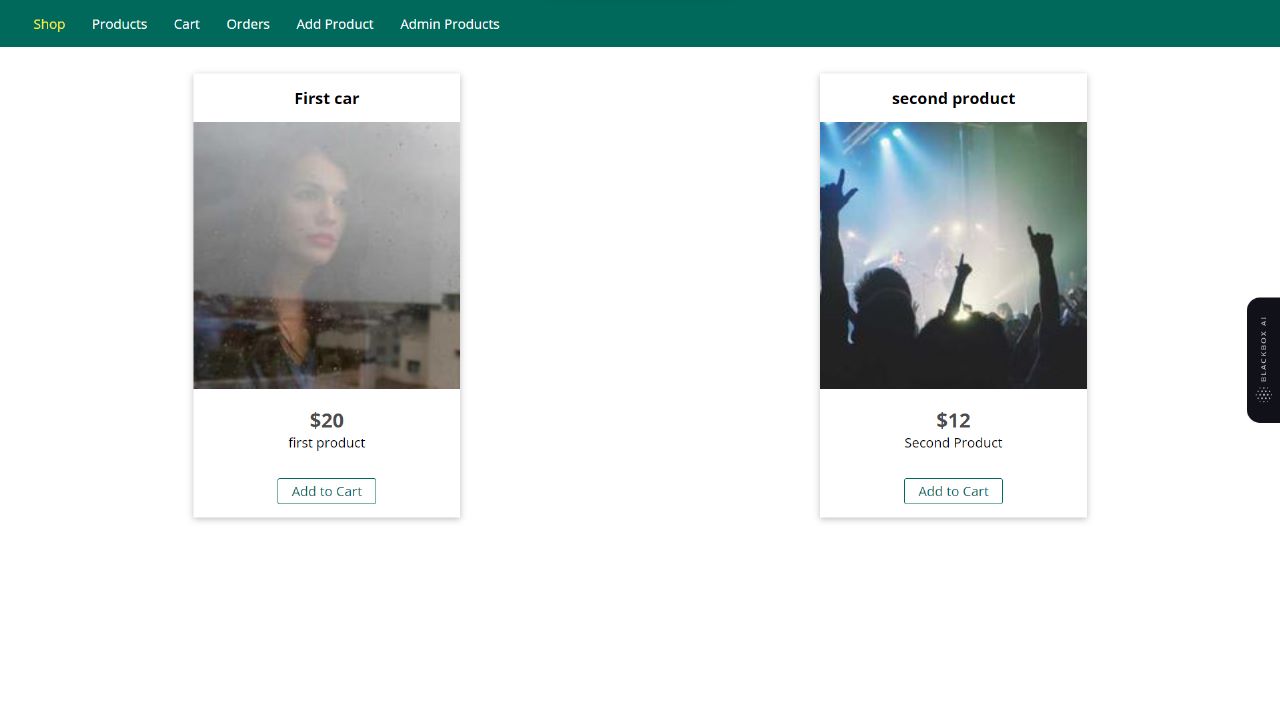 Shop Products Cart Orders Add Product Admin Products
First car
second product
$20
first product
Add to Cart
$12
Second Product
Add to Cart
BLACKBOX AI